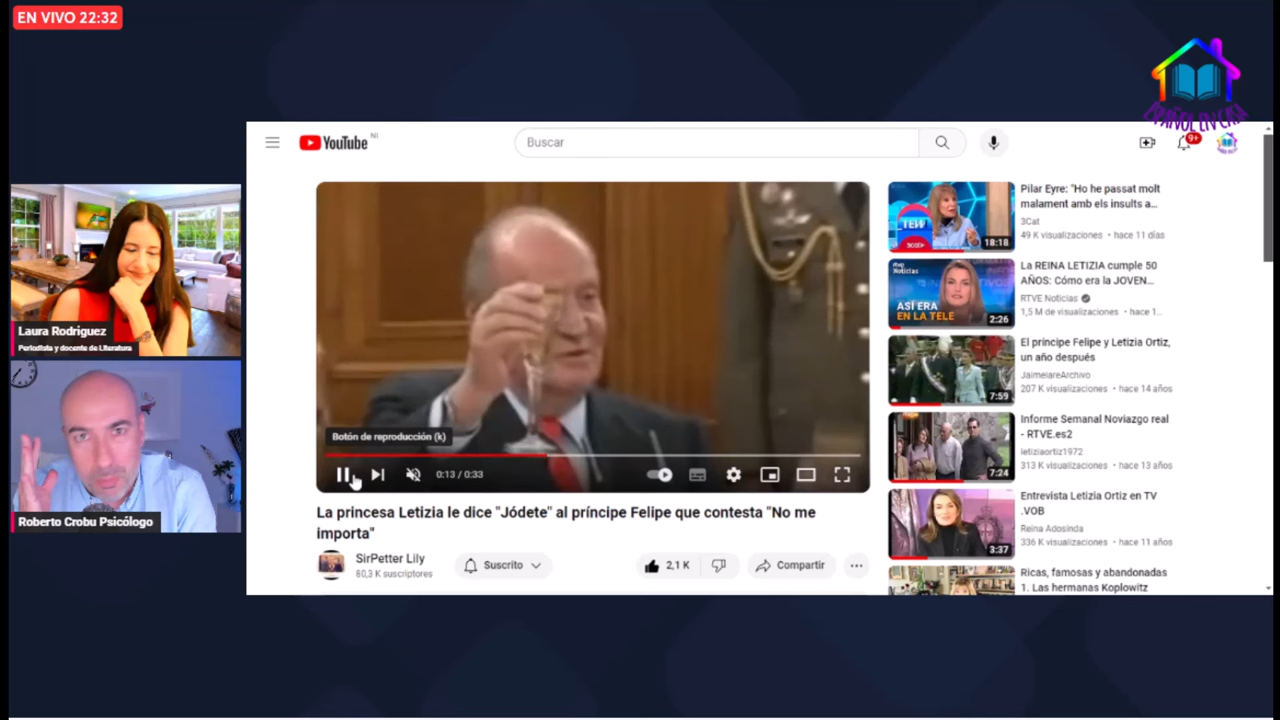 EN VIVO 22:32
ESPAÑOL EN CASA
YouTube NI
Buscar
9+
Laura Rodriguez
Periodista y docente de Literatura
Roberto Crobu Psicólogo
Botón de reproducción (k)
0:13 / 0:33
La princesa Letizia le dice "Jódete" al príncipe Felipe que contesta "No me
importa"
SirPetter Lily
60,3 K suscriptores
Suscrito
2,1 K
Compartir
18:18
Pilar Eyre: "Ho he passat molt
malament amb els insults a...
3Cat
49 K visualizaciones • hace 11 días
Noticias
ASÍ ERA
EN LA TELE
2:26
La REINA LETIZIA cumple 50
AÑOS: Cómo era la JOVEN...
RTVE Noticias
1,5 M de visualizaciones • hace 1...
7:59
El principe Felipe y Letizia Ortiz,
un año después
JaimelareArchivo
207 K visualizaciones • hace 14 años
7:24
Informe Semanal Noviazgo real
- RTVE.es2
letiziaortiz1972
313 K visualizaciones • hace 13 años
3:37
Entrevista Letizia Ortiz en TV
.VOB
Reina Adosinda
336 K visualizaciones • hace 11 años
Ricas, famosas y abandonadas
1. Las hermanas Koplowitz